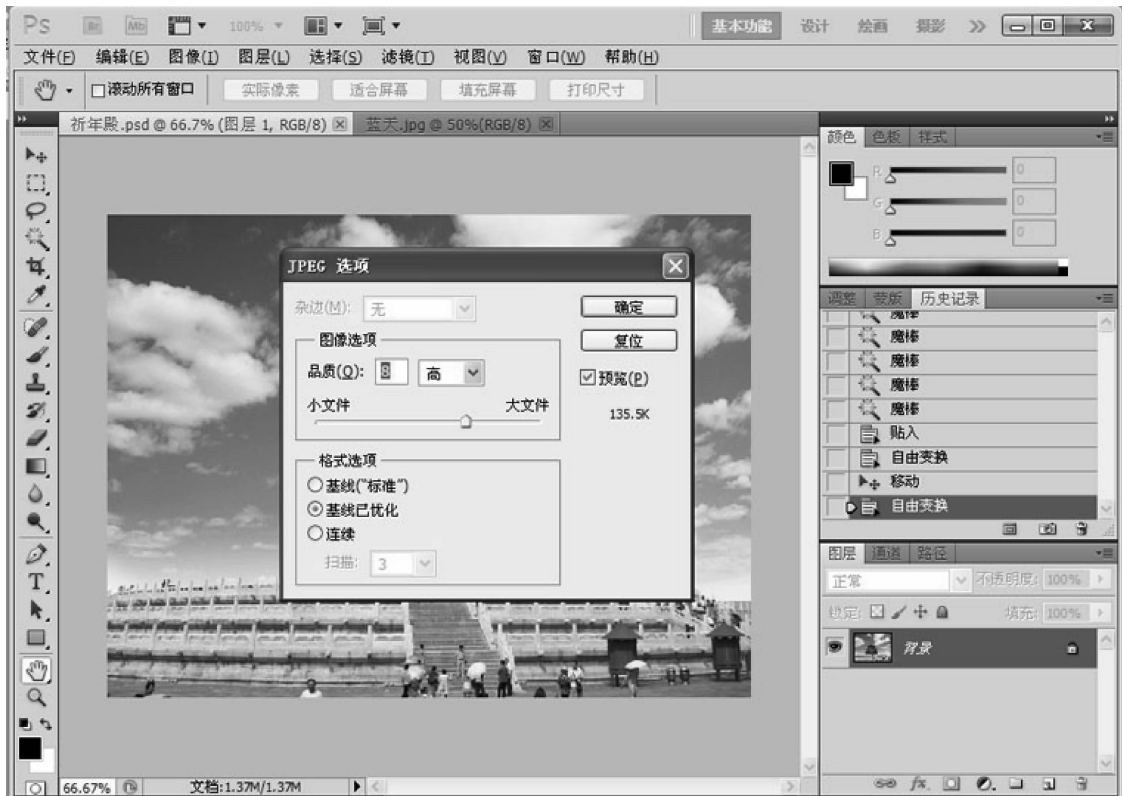 Ps Br Mb 100% 基本功能 设计 绘画 摄影
文件(F) 编辑(E) 图像(I) 图层(L) 选择(S) 滤镜(T) 视图(V) 窗口(W) 帮助(H)
滚动所有窗口 实际像素 适合屏幕 填充屏幕 打印尺寸
祈年殿.psd @ 66.7% (图层 1, RGB/8) 蓝天.jpg @ 50%(RGB/8)
颜色 色板 样式
R 0
G 0
B 0
JPEG 选项
杂边(M): 无
确定
图像选项
复位
品质(Q): 高
预览(P)
小文件 大文件
135.5K
格式选项
基线("标准")
基线已优化
连续
扫描: 3
调整 蒙版 历史记录
魔棒
魔棒
魔棒
魔棒
魔棒
贴入
自由变换
移动
自由变换
图层 通道 路径
正常 不透明度: 100%
锁定: 填充: 100%
背景
T
fx.
66.67% 文档:1.37M/1.37M